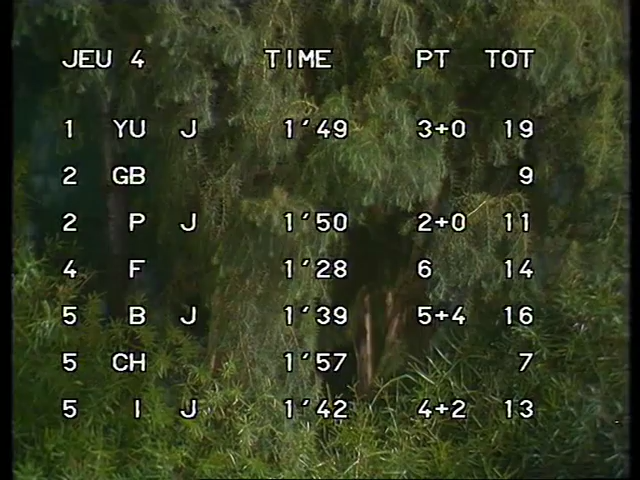 JEU 4 TIME PT TOT
1 YU J 1'49 3+0 19
2 GB 9
2 P J 1'50 2+0 11
4 F 1'28 6 14
5 B J 1'39 5+4 16
5 CH 1'57 7
5 I J 1'42 4+2 13